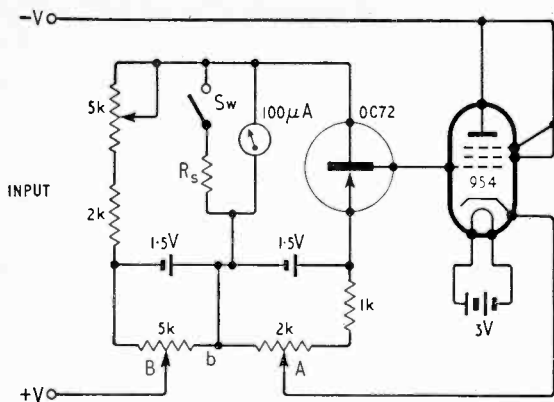 −V
5k
Sw
100μA
OC72
Rs
954
INPUT
2k
1·5V
1·5V
1k
3V
5k
2k
B
b
A
+V